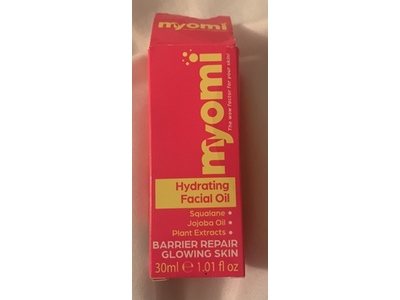 myomi
myomi
The wow factor for your skin!
Hydrating
Facial Oil
Squalane •
Jojoba Oil •
Plant Extracts •
BARRIER REPAIR
GLOWING SKIN
30ml ℮ 1.01 fl oz